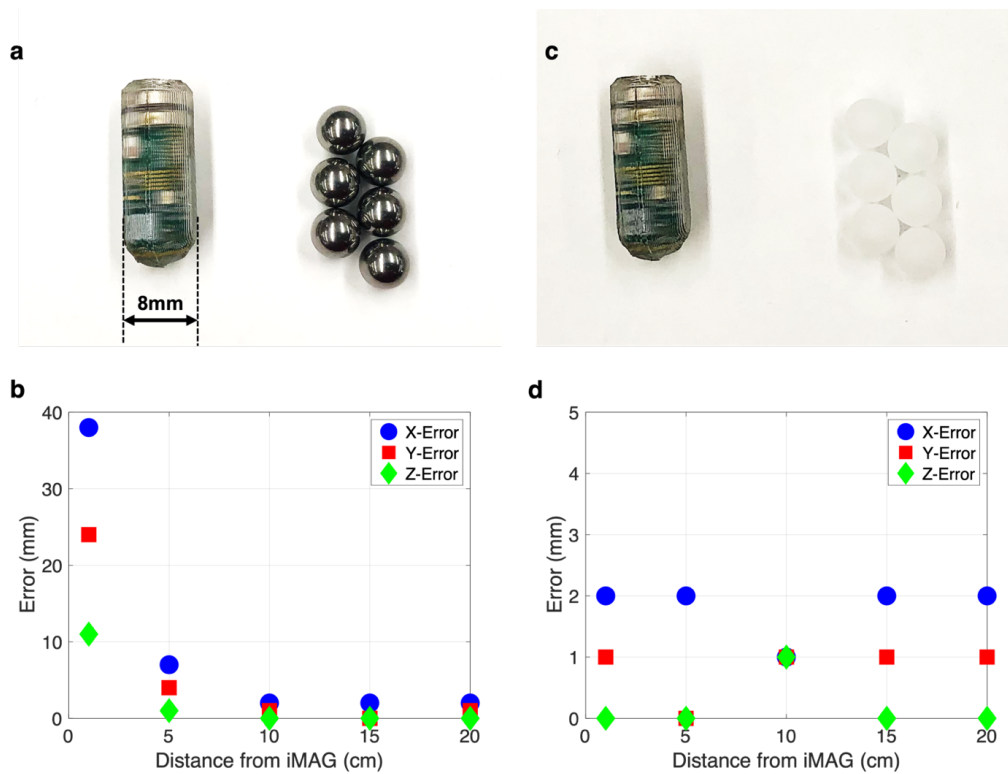 a
8mm
c
b
40
30
20
10
0
Error (mm)
0
5
10
15
20
Distance from iMAG (cm)
X-Error
Y-Error
Z-Error
d
5
4
3
2
1
0
Error (mm)
0
5
10
15
20
Distance from iMAG (cm)
X-Error
Y-Error
Z-Error